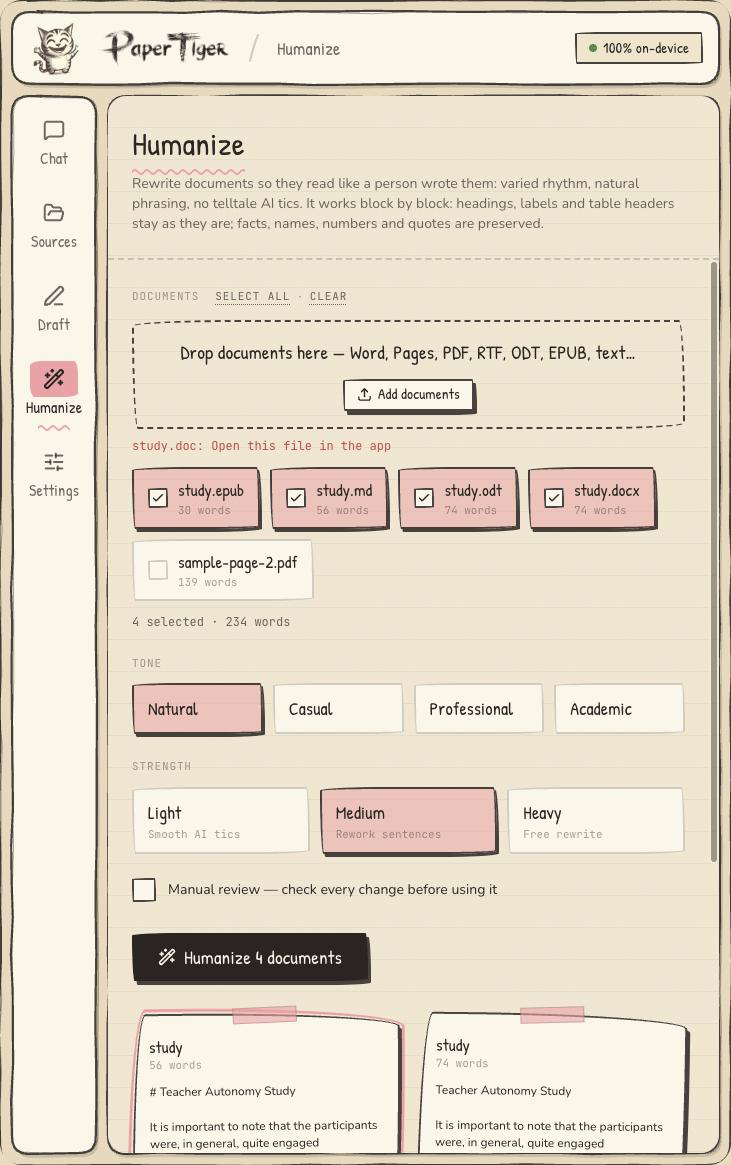 Paper Tiger / Humanize
100% on-device
Chat
Sources
Draft
Humanize
Settings
Humanize
Rewrite documents so they read like a person wrote them: varied rhythm, natural
phrasing, no telltale AI tics. It works block by block: headings, labels and table headers
stay as they are; facts, names, numbers and quotes are preserved.
DOCUMENTS SELECT ALL · CLEAR
Drop documents here — Word, Pages, PDF, RTF, ODT, EPUB, text…
Add documents
study.doc: Open this file in the app
study.epub
30 words
study.md
56 words
study.odt
74 words
study.docx
74 words
sample-page-2.pdf
139 words
4 selected · 234 words
TONE
Natural
Casual
Professional
Academic
STRENGTH
Light
Smooth AI tics
Medium
Rework sentences
Heavy
Free rewrite
Manual review — check every change before using it
Humanize 4 documents
study
56 words
# Teacher Autonomy Study
It is important to note that the participants
were, in general, quite engaged
study
74 words
Teacher Autonomy Study
It is important to note that the participants
were, in general, quite engaged